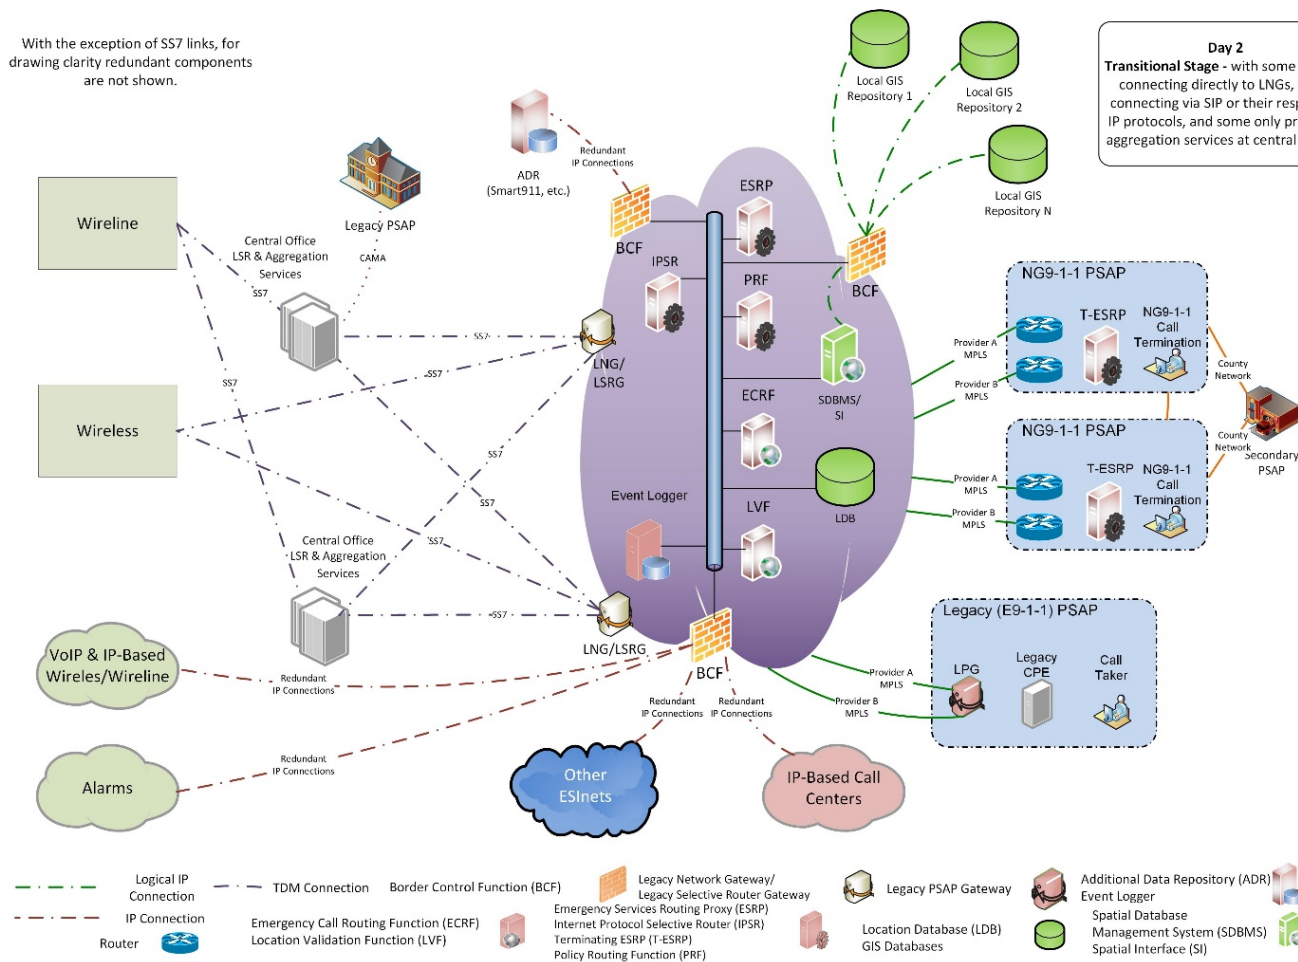 With the exception of SS7 links, for
drawing clarity redundant components
are not shown.
Day 2
Transitional Stage - with some
connecting directly to LNGs,
connecting via SIP or their resp
IP protocols, and some only pr
aggregation services at central
Local GIS
Repository 1
Local GIS
Repository 2
Local GIS
Repository N
ADR
(Smart911, etc.)
Redundant
IP Connections
Legacy PSAP
CAMA
Wireline
Wireless
Central Office
LSR & Aggregation
Services
SS7
SS7
SS7
SS7
SS7
SS7
SS7
SS7
Central Office
LSR & Aggregation
Services
BCF
ESRP
IPSR
PRF
BCF
LNG/
LSRG
ECRF
SDBMS/
SI
Event Logger
LVF
LDB
LNG/LSRG
BCF
NG9-1-1 PSAP
T-ESRP
NG9-1-1
Call
Termination
Provider A
MPLS
Provider B
MPLS
County
Network
NG9-1-1 PSAP
T-ESRP
NG9-1-1
Call
Termination
Provider A
MPLS
Provider B
MPLS
County
Network
Secondary
PSAP
Legacy (E9-1-1) PSAP
LPG
Legacy
CPE
Call
Taker
Provider A
MPLS
Provider B
MPLS
VoIP & IP-Based
Wireles/Wireline
Redundant
IP Connections
Alarms
Redundant
IP Connections
Redundant
IP Connections
Redundant
IP Connections
Other
ESInets
IP-Based Call
Centers
Logical IP
Connection
TDM Connection
Border Control Function (BCF)
Legacy Network Gateway/
Legacy Selective Router Gateway
Legacy PSAP Gateway
Additional Data Repository (ADR)
Event Logger
IP Connection
Router
Emergency Call Routing Function (ECRF)
Location Validation Function (LVF)
Emergency Services Routing Proxy (ESRP)
Internet Protocol Selective Router (IPSR)
Terminating ESRP (T-ESRP)
Policy Routing Function (PRF)
Location Database (LDB)
GIS Databases
Spatial Database
Management System (SDBMS)
Spatial Interface (SI)